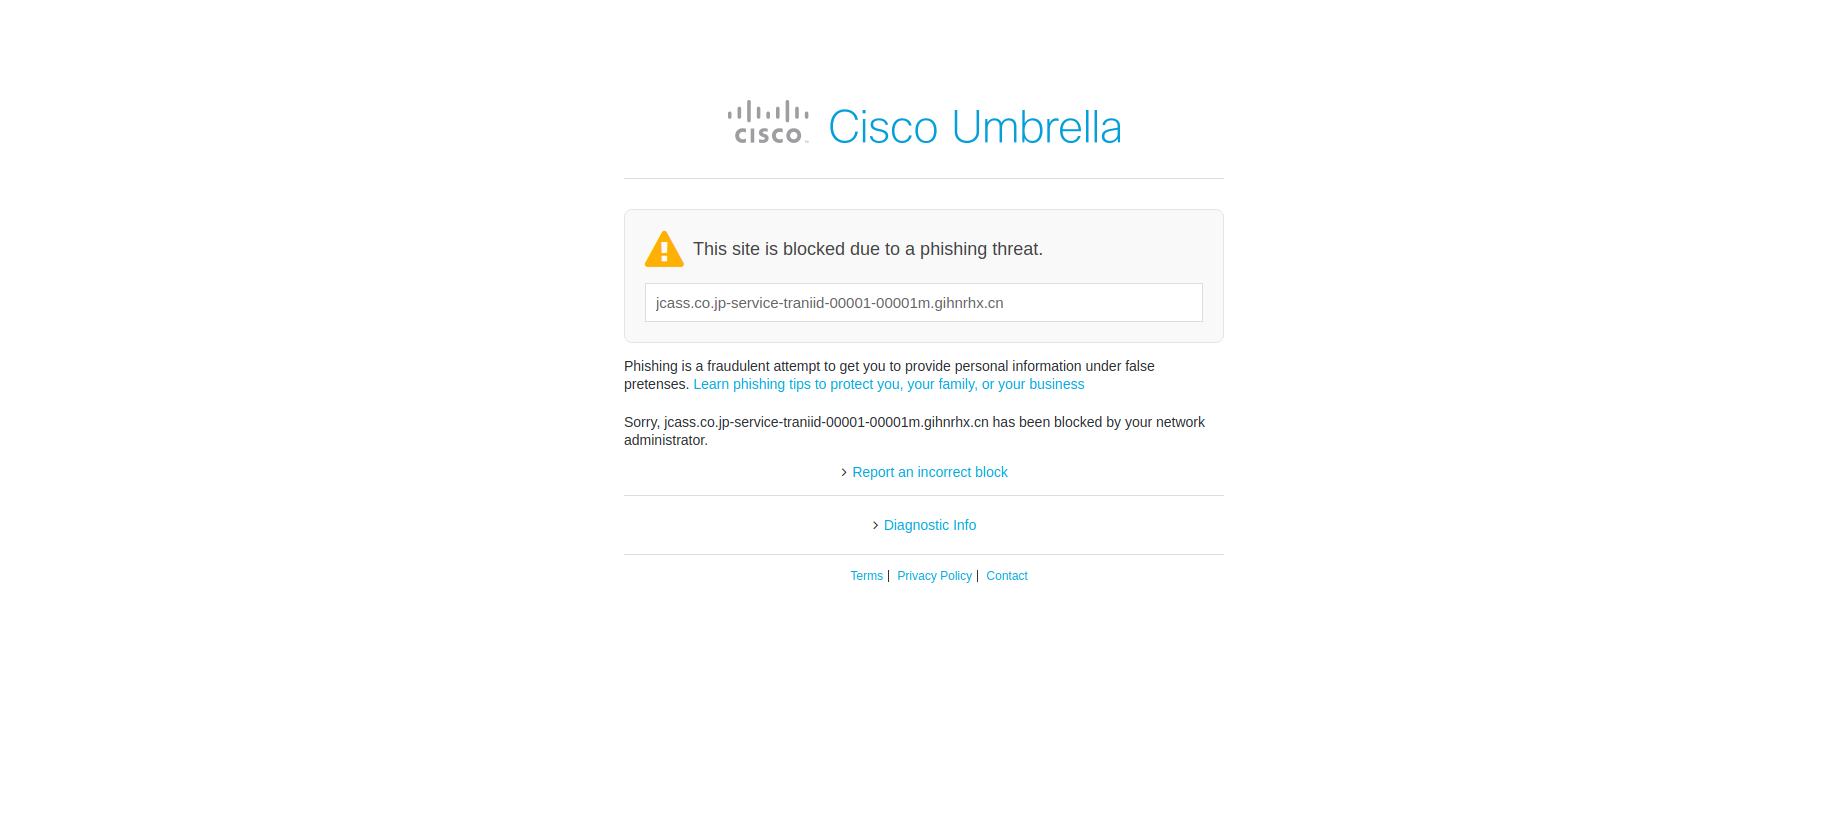 cisco Cisco Umbrella
This site is blocked due to a phishing threat.
jcass.co.jp-service-traniid-00001-00001m.gihnrhx.cn
Phishing is a fraudulent attempt to get you to provide personal information under false
pretenses. Learn phishing tips to protect you, your family, or your business
Sorry, jcass.co.jp-service-traniid-00001-00001m.gihnrhx.cn has been blocked by your network
administrator.
Report an incorrect block
Diagnostic Info
Terms | Privacy Policy | Contact